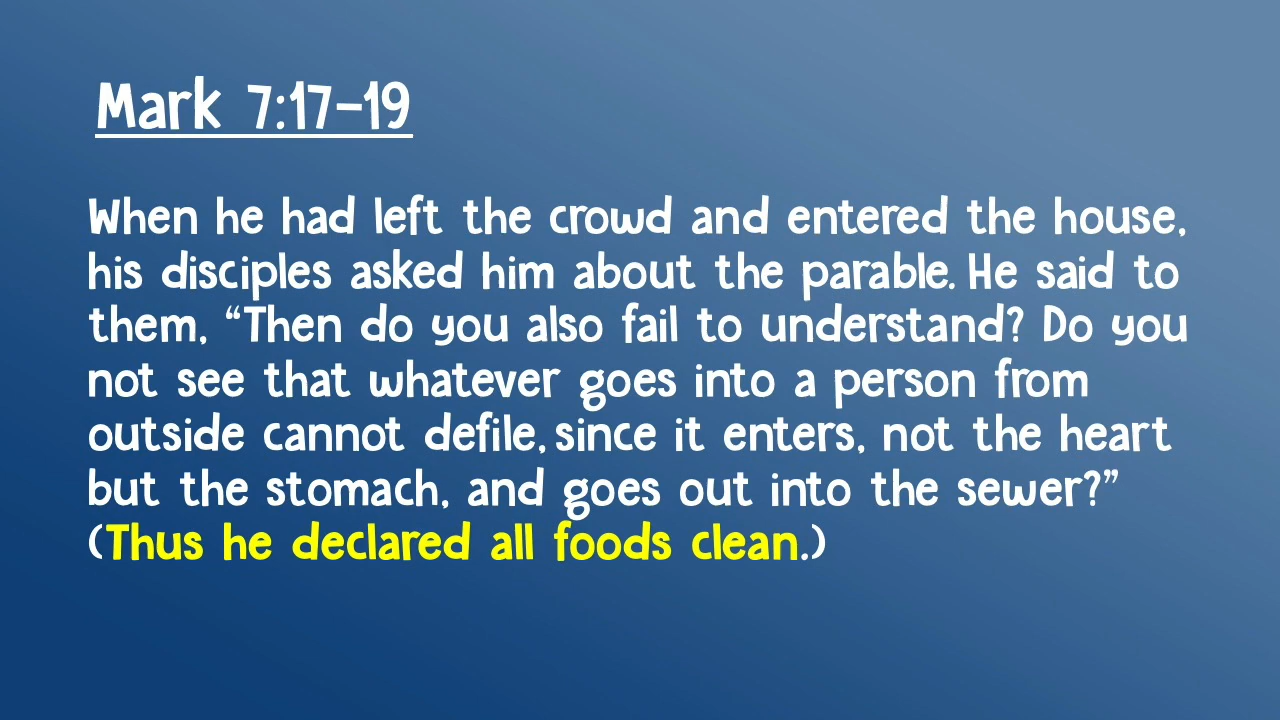 Mark 7:17-19
When he had left the crowd and entered the house,
his disciples asked him about the parable. He said to
them, “Then do you also fail to understand? Do you
not see that whatever goes into a person from
outside cannot defile, since it enters, not the heart
but the stomach, and goes out into the sewer?”
(Thus he declared all foods clean.)